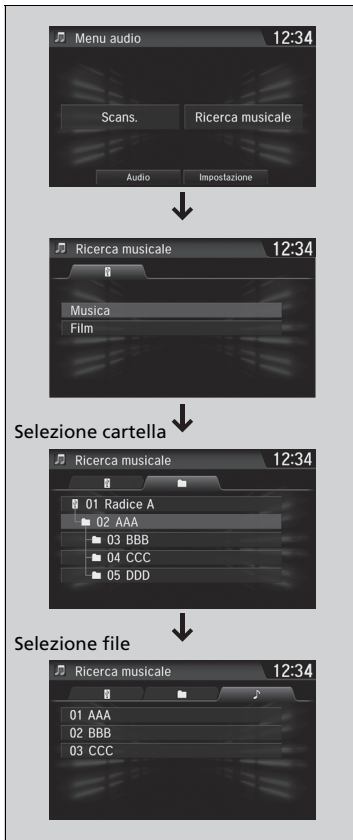 Menu audio 12:34
Scans. Ricerca musicale
Audio Impostazione
Ricerca musicale 12:34
Musica
Film
Selezione cartella
Ricerca musicale 12:34
01 Radice A
02 AAA
03 BBB
04 CCC
05 DDD
Selezione file
Ricerca musicale 12:34
01 AAA
02 BBB
03 CCC